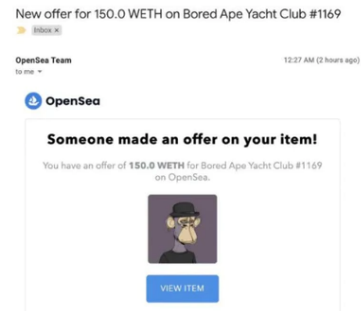 New offer for 150.0 WETH on Bored Ape Yacht Club #1169
Inbox x
OpenSea Team
12:27 AM (2 hours ago)
to me
OpenSea
Someone made an offer on your item!
You have an offer of 150.0 WETH for Bored Ape Yacht Club #1169
on OpenSea.
VIEW ITEM